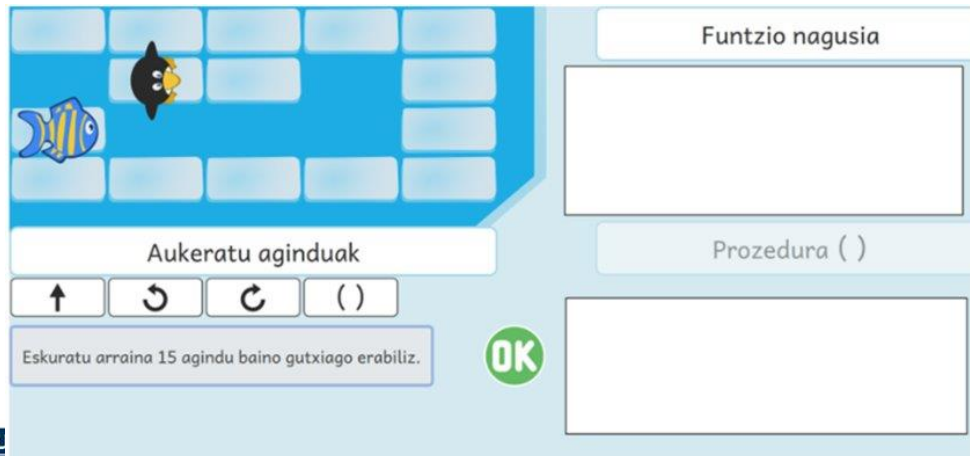 Funtzio nagusia
Aukeratu aginduak
Prozedura ( )
( )
Eskuratu arraina 15 agindu baino gutxiago erabiliz.
OK